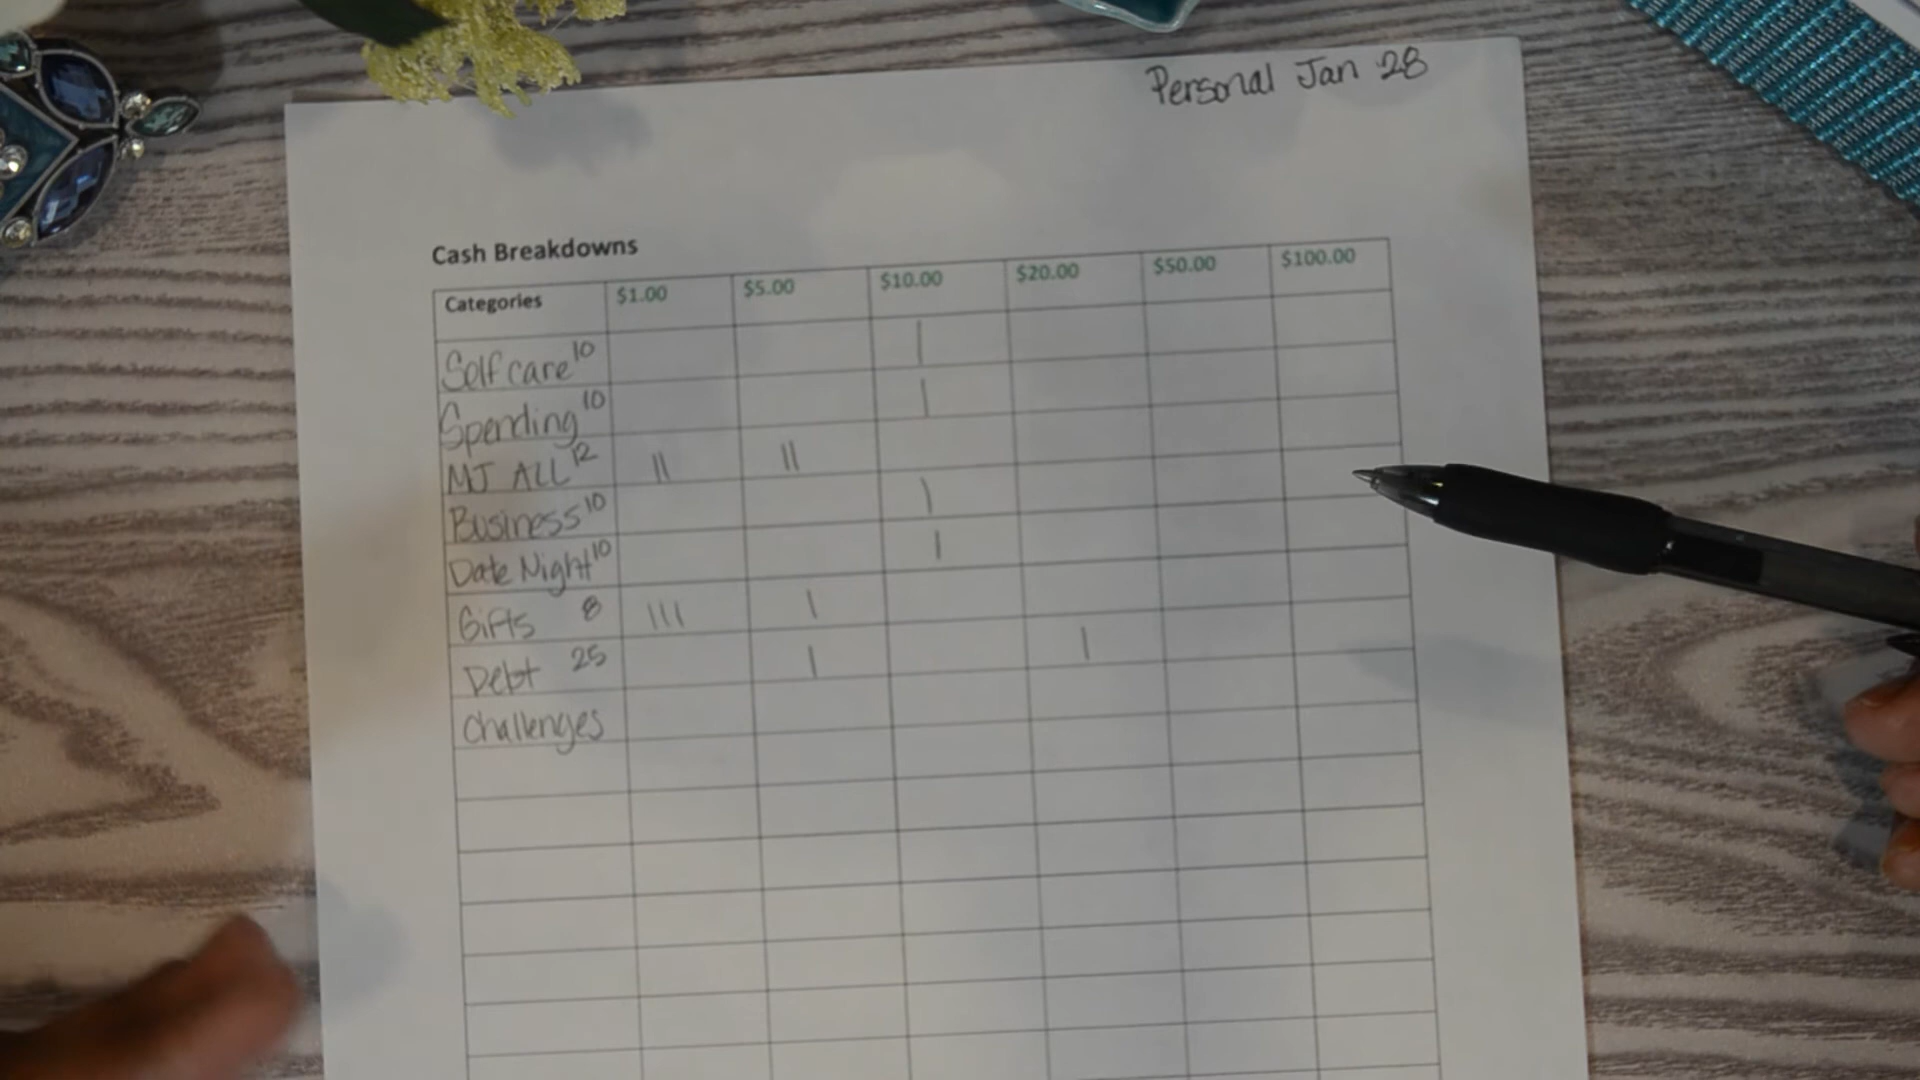 Personal Jan 28
Cash Breakdowns
Categories $1.00 $5.00 $10.00 $20.00 $50.00 $100.00
Self care 10 |
Spending 10 |
MJ ALL 12 || ||
Business 10 |
Date Night 10 |
Gifts 8 ||| |
Debt 25 | |
Challenges